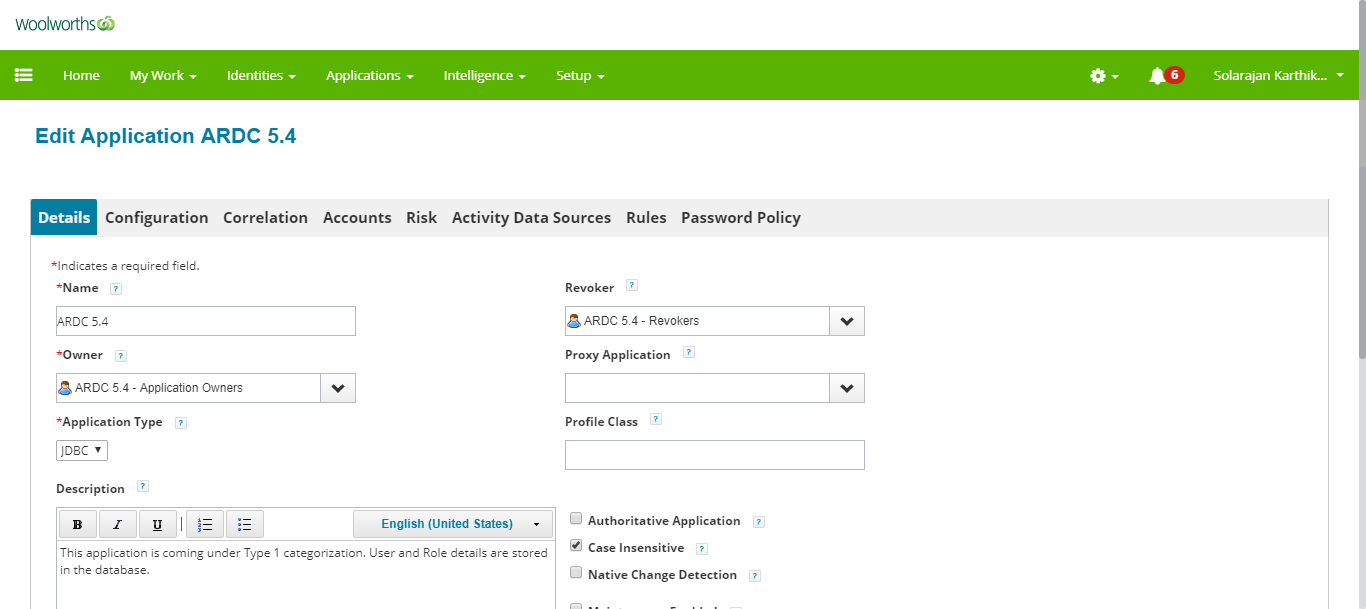 woolworths
Home My Work Identities Applications Intelligence Setup 6 Solarajan Karthik...
Edit Application ARDC 5.4
Details Configuration Correlation Accounts Risk Activity Data Sources Rules Password Policy
*Indicates a required field.
*Name ?
ARDC 5.4
Revoker ?
ARDC 5.4 - Revokers
*Owner ?
ARDC 5.4 - Application Owners
Proxy Application ?
*Application Type ?
JDBC
Profile Class ?
Description ?
B I U English (United States)
This application is coming under Type 1 categorization. User and Role details are stored
in the database.
Authoritative Application ?
Case Insensitive ?
Native Change Detection ?